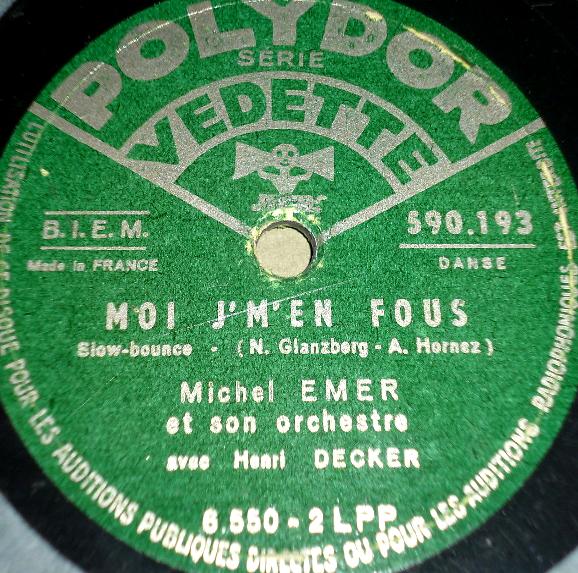 POLYDOR
SÉRIE
VEDETTE
B.I.E.M.
590.193
Made in FRANCE
DANSE
MOI J'M'EN FOUS
Slow-bounce - (N. Glanzberg - A. Hornez)
Michel EMER
et son orchestre
avec Henri DECKER
6.550 - 2 LPP
L'UTILISATION DE CE DISQUE POUR LES AUDITIONS PUBLIQUES DIRECTES OU POUR LES AUDITIONS RADIOPHONIQUES